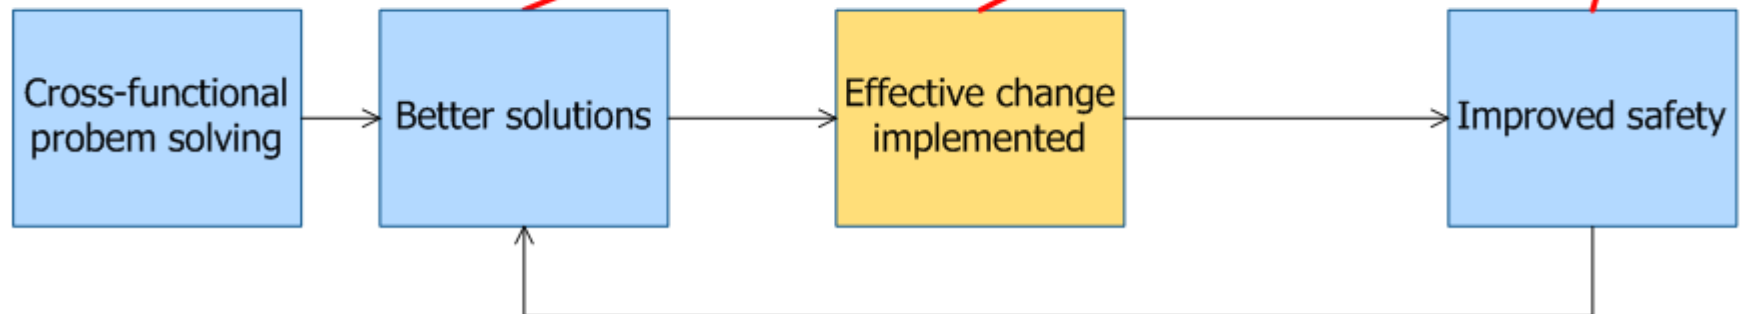 Cross-functional
probem solving
Better solutions
Effective change
implemented
Improved safety